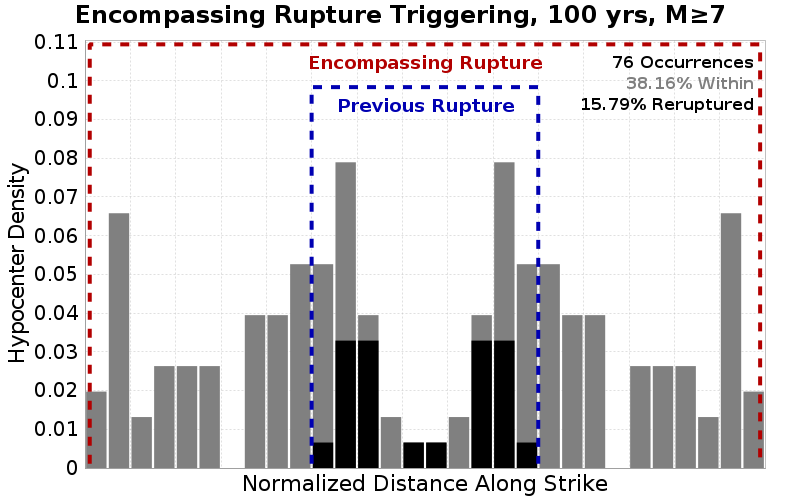 Encompassing Rupture Triggering, 100 yrs, M≥7
Encompassing Rupture
Previous Rupture
76 Occurrences
38.16% Within
15.79% Reruptured
Hypocenter Density
0.11
0.1
0.09
0.08
0.07
0.06
0.05
0.04
0.03
0.02
0.01
0
Normalized Distance Along Strike